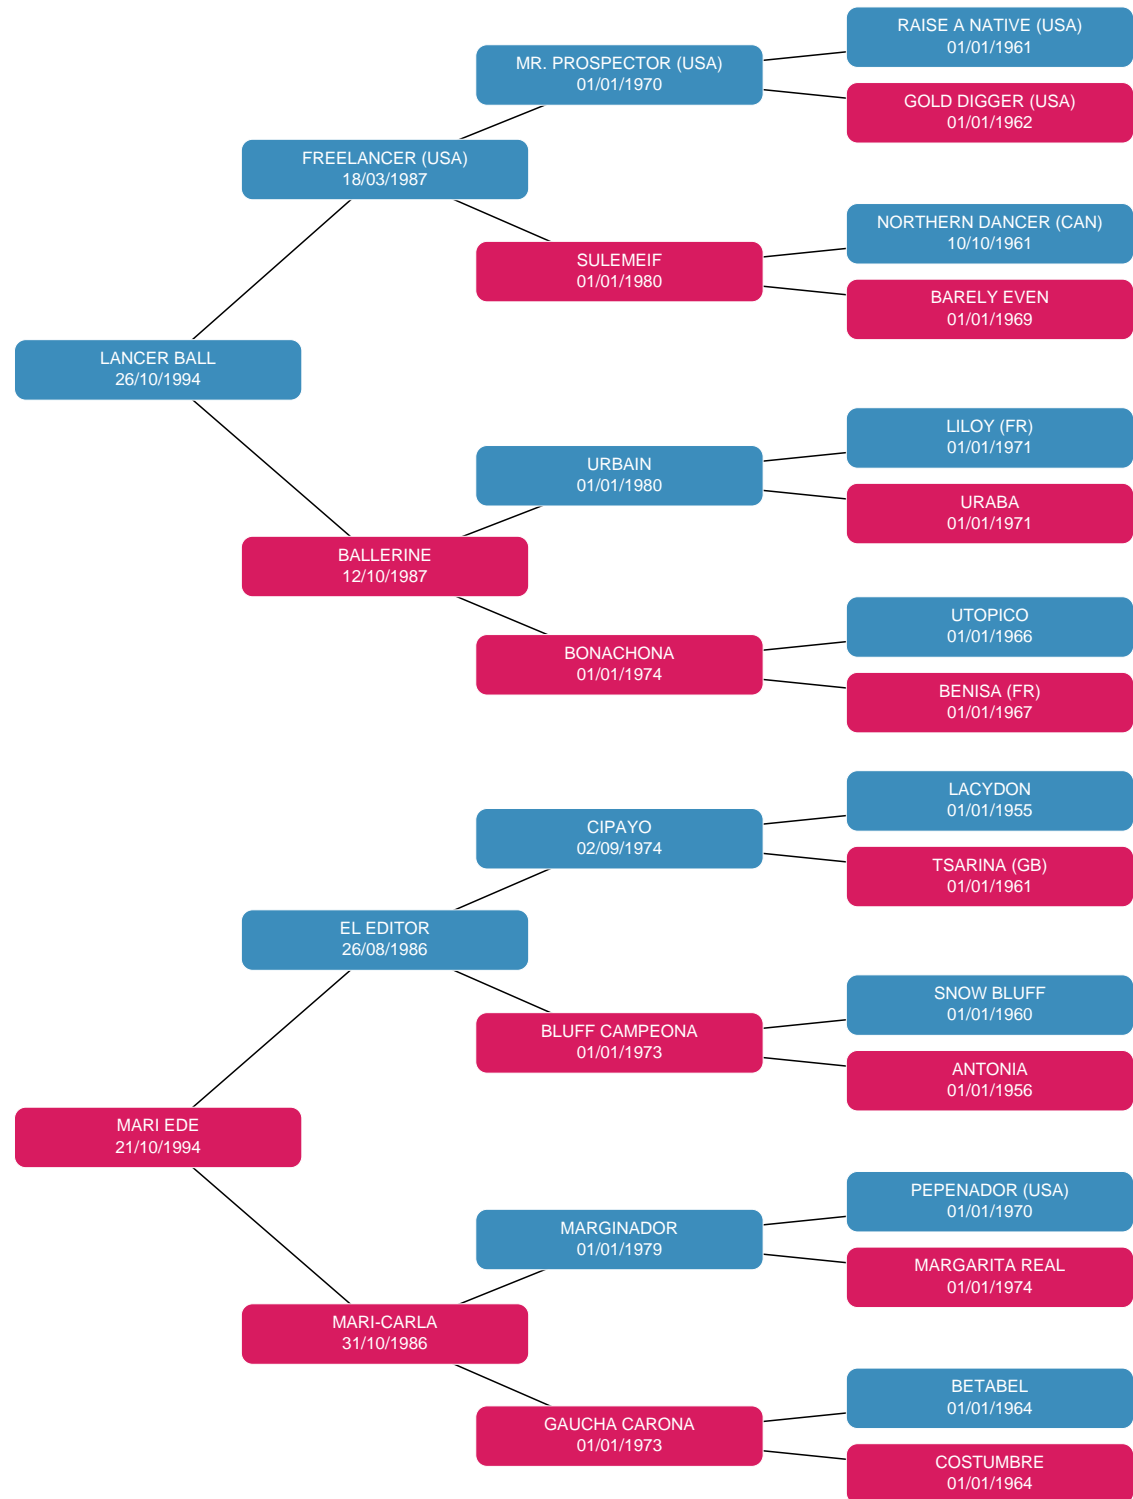 RAISE A NATIVE (USA)
01/01/1961
MR. PROSPECTOR (USA)
01/01/1970
GOLD DIGGER (USA)
01/01/1962
FREELANCER (USA)
18/03/1987
NORTHERN DANCER (CAN)
10/10/1961
SULEMEIF
01/01/1980
BARELY EVEN
01/01/1969
LANCER BALL
26/10/1994
LILOY (FR)
01/01/1971
URBAIN
01/01/1980
URABA
01/01/1971
BALLERINE
12/10/1987
UTOPICO
01/01/1966
BONACHONA
01/01/1974
BENISA (FR)
01/01/1967
LACYDON
01/01/1955
CIPAYO
02/09/1974
TSARINA (GB)
01/01/1961
EL EDITOR
26/08/1986
SNOW BLUFF
01/01/1960
BLUFF CAMPEONA
01/01/1973
ANTONIA
01/01/1956
MARI EDE
21/10/1994
PEPENADOR (USA)
01/01/1970
MARGINADOR
01/01/1979
MARGARITA REAL
01/01/1974
MARI-CARLA
31/10/1986
BETABEL
01/01/1964
GAUCHA CARONA
01/01/1973
COSTUMBRE
01/01/1964